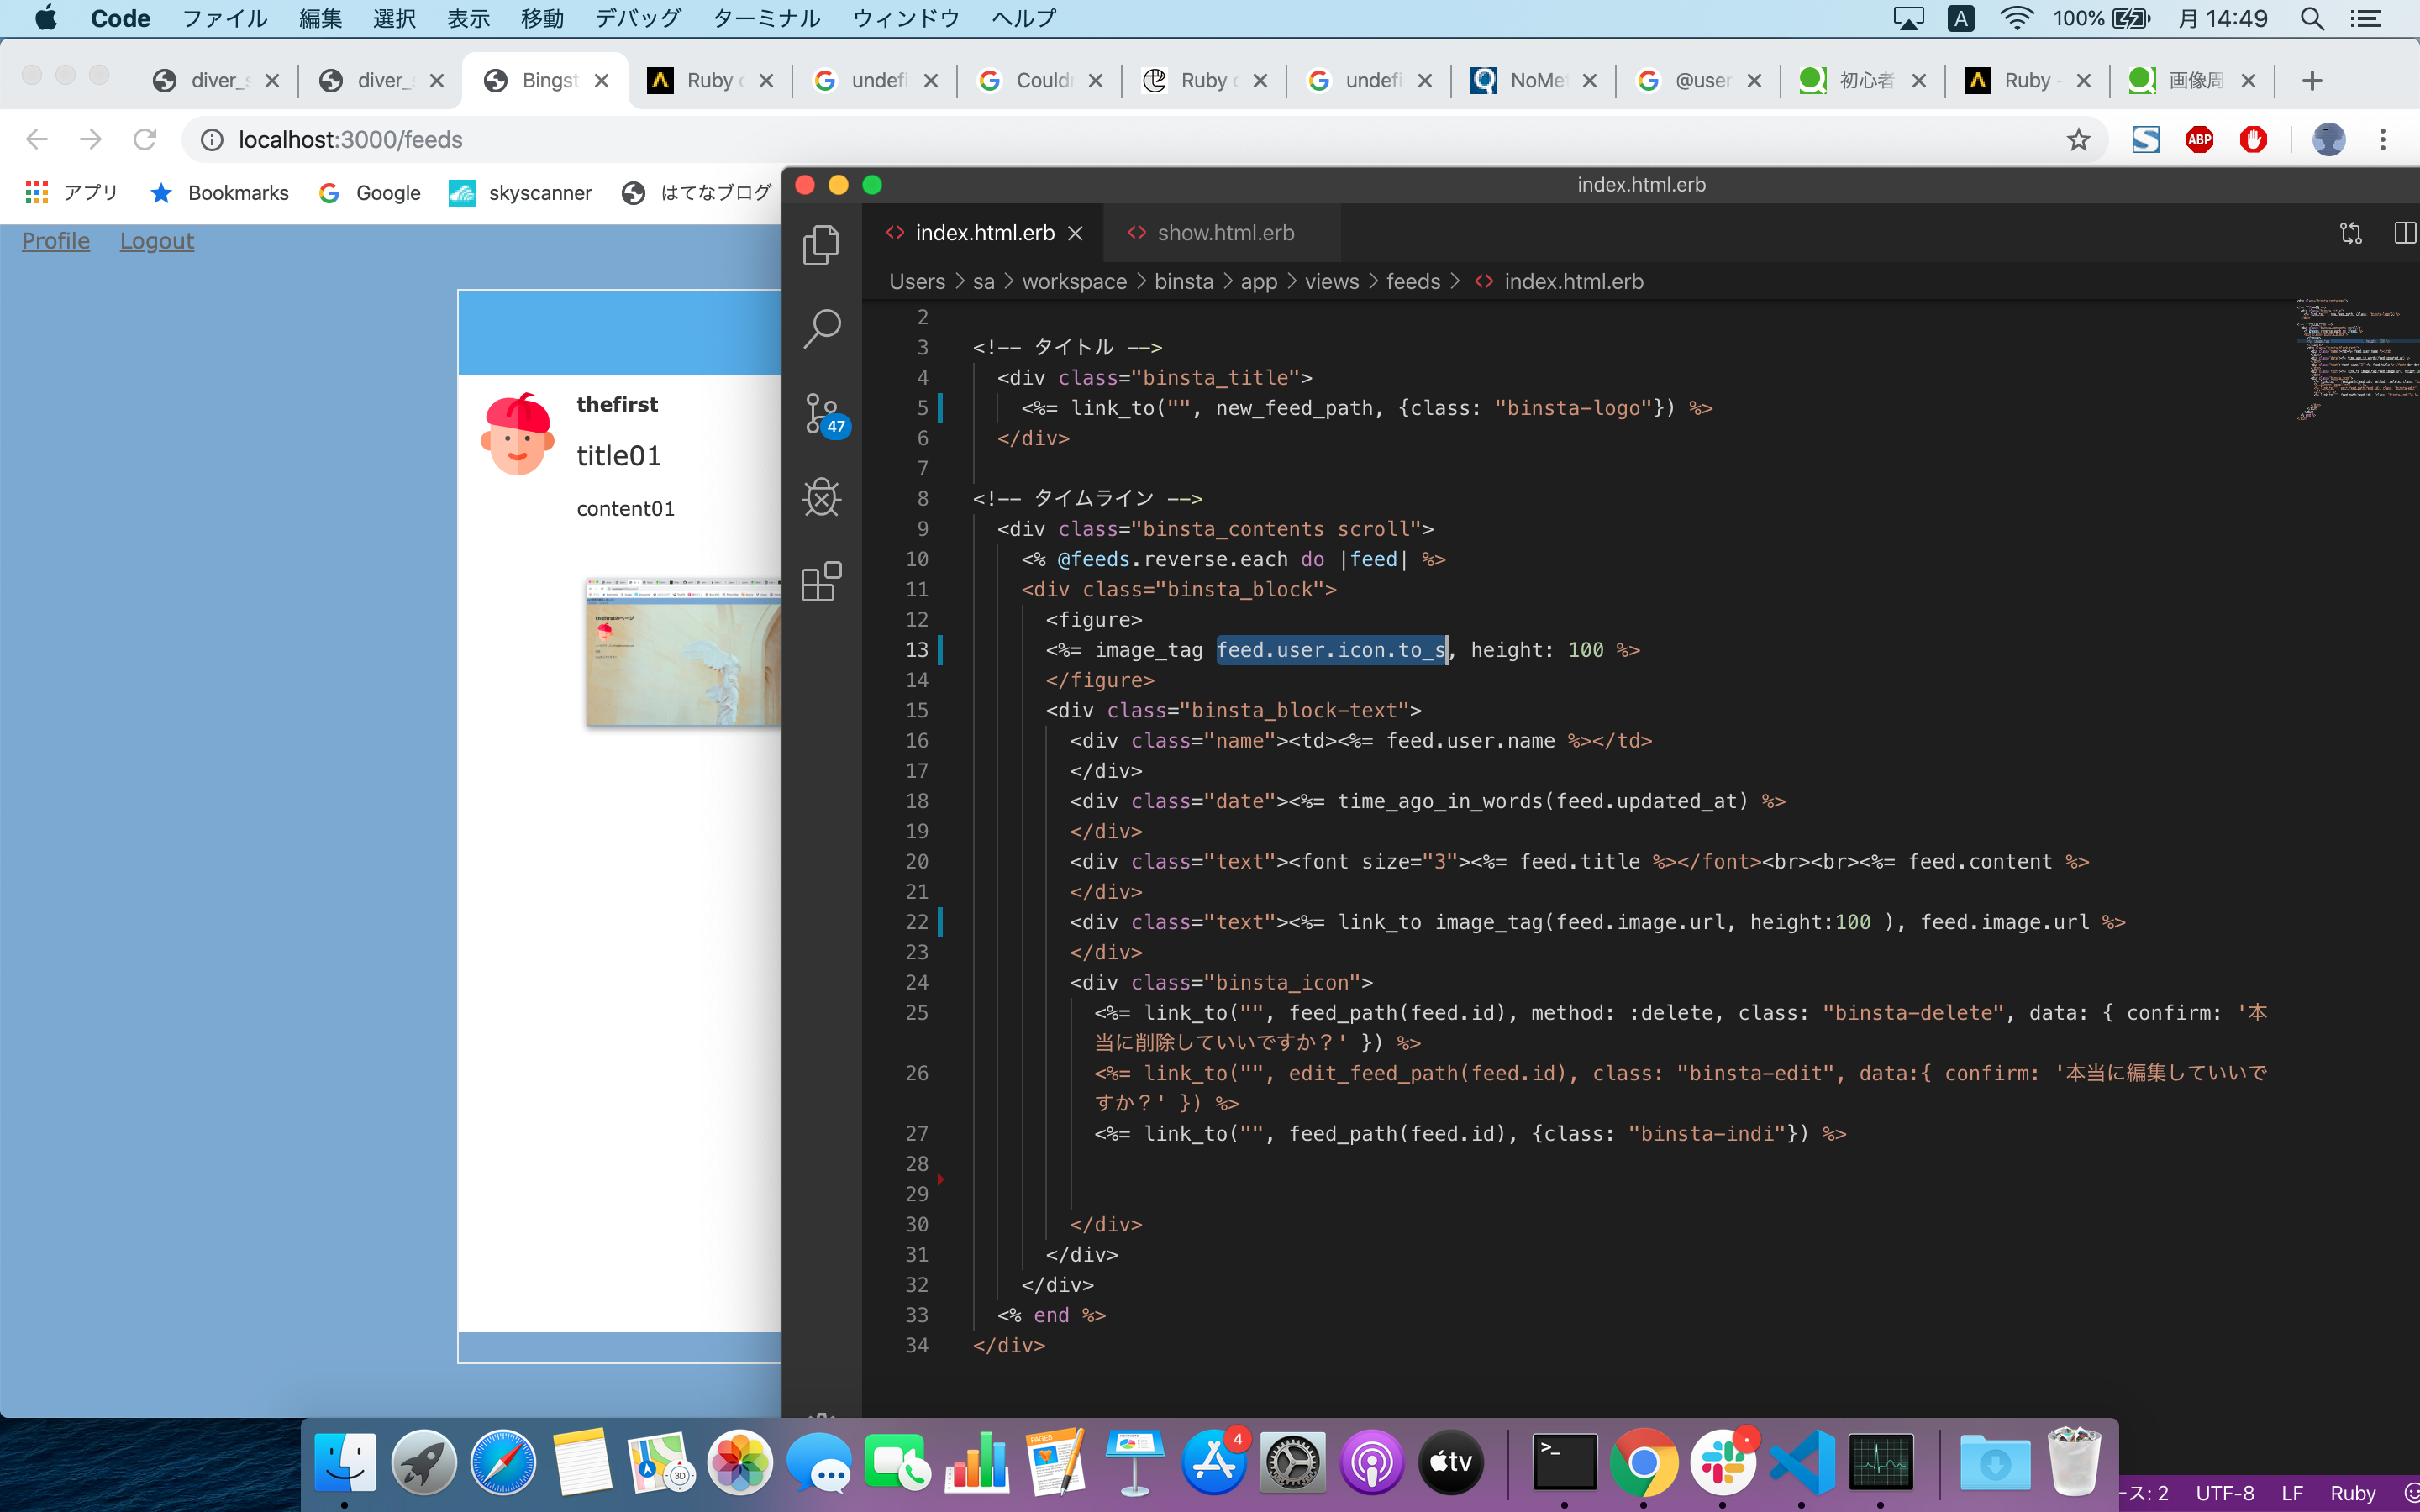 Code ファイル 編集 選択 表示 移動 デバッグ ターミナル ウィンドウ ヘルプ A 100% 月 14:49
diver_s diver_s Bingst Ruby c undefi Could Ruby c undefi NoMet @user 初心者 Ruby - 画像周
localhost:3000/feeds ABP
アプリ Bookmarks Google skyscanner はてなブログ
Profile Logout
thefirst
title01
content01
index.html.erb
index.html.erb show.html.erb
Users > sa > workspace > binsta > app > views > feeds > index.html.erb
47
2
3 <!-- タイトル -->
4 <div class="binsta_title">
5 <%= link_to("", new_feed_path, {class: "binsta-logo"}) %>
6 </div>
7
8 <!-- タイムライン -->
9 <div class="binsta_contents scroll">
10 <% @feeds.reverse.each do |feed| %>
11 <div class="binsta_block">
12 <figure>
13 <%= image_tag feed.user.icon.to_s, height: 100 %>
14 </figure>
15 <div class="binsta_block-text">
16 <div class="name"><td><%= feed.user.name %></td>
17 </div>
18 <div class="date"><%= time_ago_in_words(feed.updated_at) %>
19 </div>
20 <div class="text"><font size="3"><%= feed.title %></font><br><br><%= feed.content %>
21 </div>
22 <div class="text"><%= link_to image_tag(feed.image.url, height:100 ), feed.image.url %>
23 </div>
24 <div class="binsta_icon">
25 <%= link_to("", feed_path(feed.id), method: :delete, class: "binsta-delete", data: { confirm: '本
当に削除していいですか？' }) %>
26 <%= link_to("", edit_feed_path(feed.id), class: "binsta-edit", data:{ confirm: '本当に編集していいで
すか？' }) %>
27 <%= link_to("", feed_path(feed.id), {class: "binsta-indi"}) %>
28
29
30 </div>
31 </div>
32 </div>
33 <% end %>
34 </div>
PAGES 3D 4 tv >_
ース: 2 UTF-8 LF Ruby